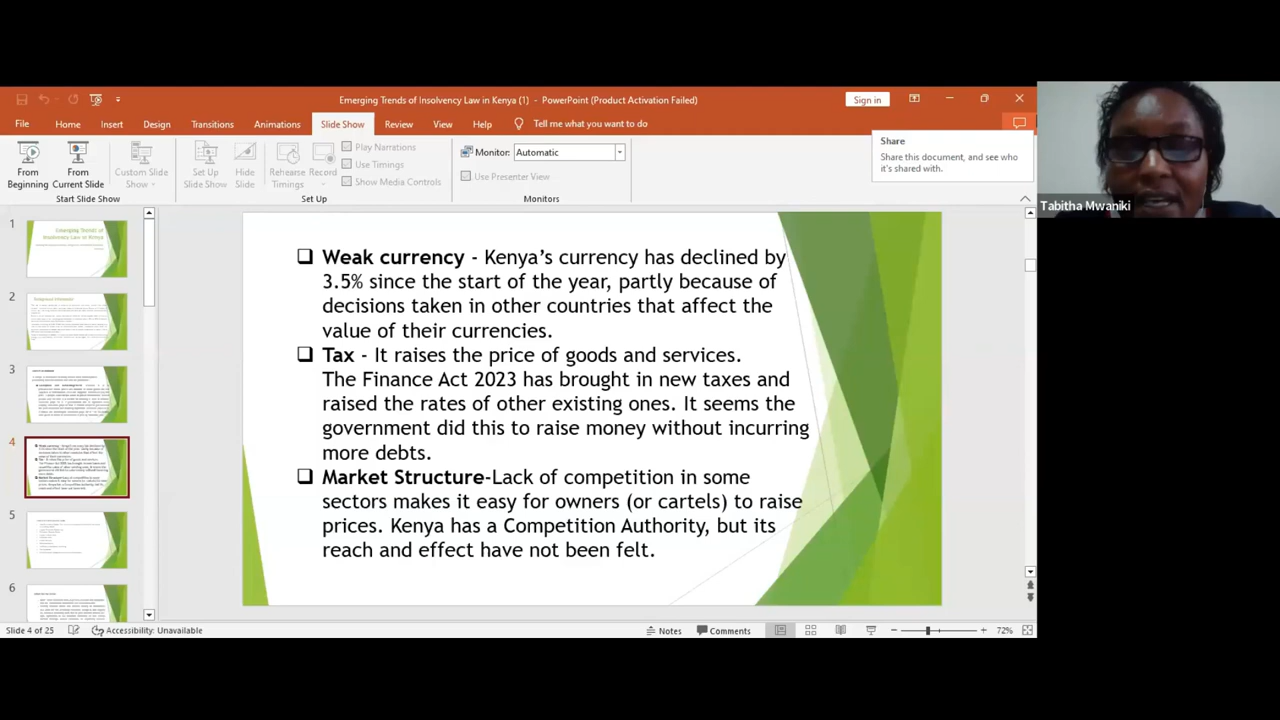 Emerging Trends of Insolvency Law in Kenya (1) - PowerPoint (Product Activation Failed)
Sign in
File Home Insert Design Transitions Animations Slide Show Review View Help Tell me what you want to do
Share
Share this document, and see who
it's shared with.
From
Beginning
From
Current Slide
Custom Slide
Show
Set Up
Slide Show
Hide
Slide
Rehearse
Timings
Record
Play Narrations
Use Timings
Show Media Controls
Monitor: Automatic
Use Presenter View
Start Slide Show
Set Up
Monitors
Tabitha Mwaniki
1
Emerging Trends of
Insolvency Law in Kenya
2
3
4
5
6
❑ Weak currency - Kenya’s currency has declined by
3.5% since the start of the year, partly because of
decisions taken in other countries that affect the
value of their currencies.
❑ Tax - It raises the price of goods and services.
The Finance Act 2023 has brought in new taxes and
raised the rates of other existing ones. It seems the
government did this to raise money without incurring
more debts.
❑ Market Structure-Lack of competition in some
sectors makes it easy for owners (or cartels) to raise
prices. Kenya has a Competition Authority, but its
reach and effect have not been felt.
Slide 4 of 25
Accessibility: Unavailable
Notes
Comments
72%